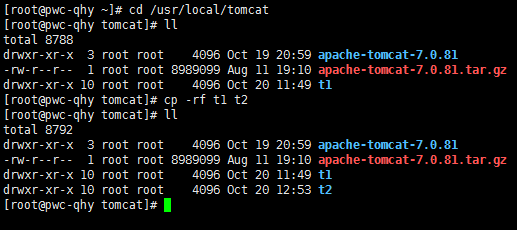 [root@pwc-qhy ~]# cd /usr/local/tomcat
[root@pwc-qhy tomcat]# ll
total 8788
drwxr-xr-x  3 root root    4096 Oct 19 20:59 apache-tomcat-7.0.81
-rw-r--r--  1 root root 8989099 Aug 11 19:10 apache-tomcat-7.0.81.tar.gz
drwxr-xr-x 10 root root    4096 Oct 20 11:49 t1
[root@pwc-qhy tomcat]# cp -rf t1 t2
[root@pwc-qhy tomcat]# ll
total 8792
drwxr-xr-x  3 root root    4096 Oct 19 20:59 apache-tomcat-7.0.81
-rw-r--r--  1 root root 8989099 Aug 11 19:10 apache-tomcat-7.0.81.tar.gz
drwxr-xr-x 10 root root    4096 Oct 20 11:49 t1
drwxr-xr-x 10 root root    4096 Oct 20 12:53 t2
[root@pwc-qhy tomcat]#